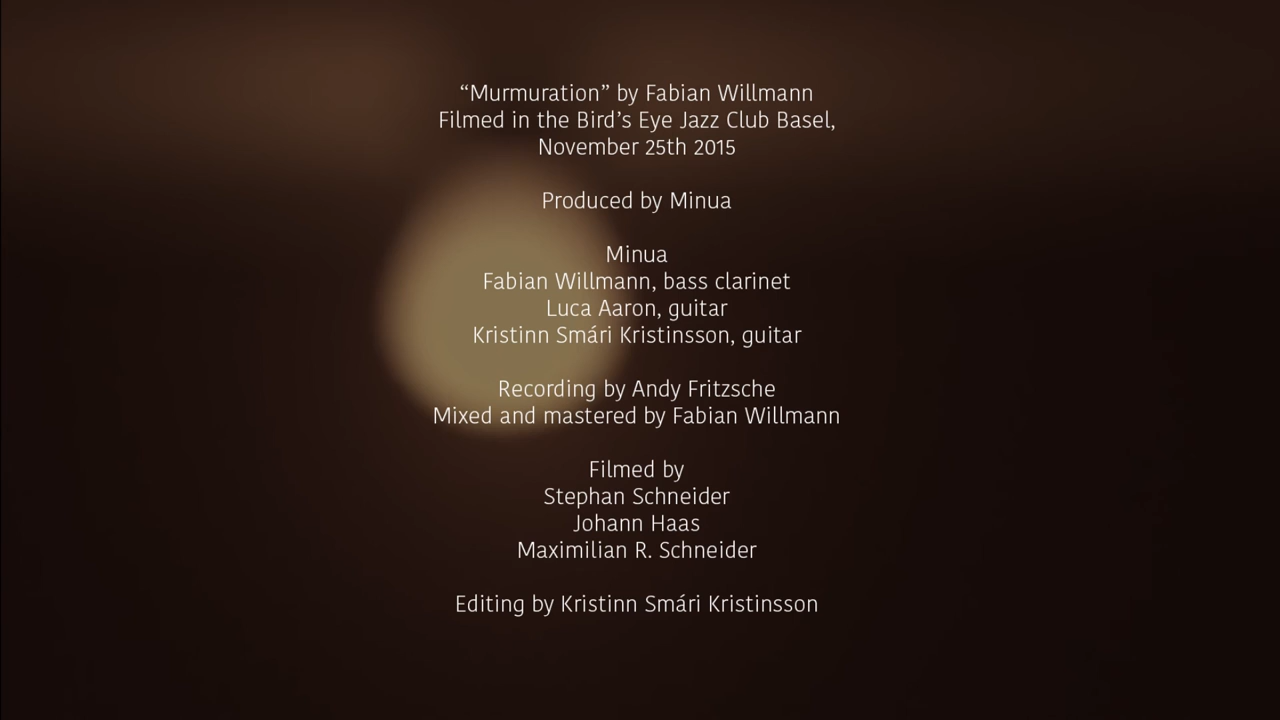 “Murmuration” by Fabian Willmann
Filmed in the Bird’s Eye Jazz Club Basel,
November 25th 2015
Produced by Minua
Minua
Fabian Willmann, bass clarinet
Luca Aaron, guitar
Kristinn Smári Kristinsson, guitar
Recording by Andy Fritzsche
Mixed and mastered by Fabian Willmann
Filmed by
Stephan Schneider
Johann Haas
Maximilian R. Schneider
Editing by Kristinn Smári Kristinsson